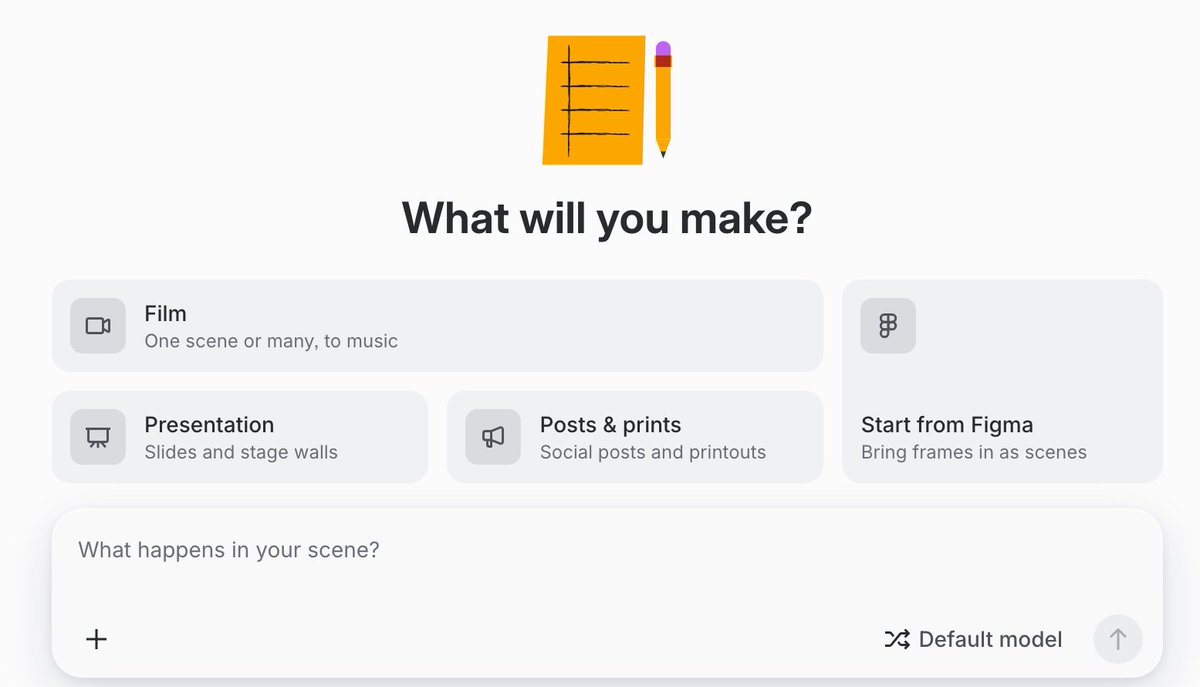 What will you make?
Film
One scene or many, to music
Presentation
Slides and stage walls
Posts & prints
Social posts and printouts
Start from Figma
Bring frames in as scenes
What happens in your scene?
Default model